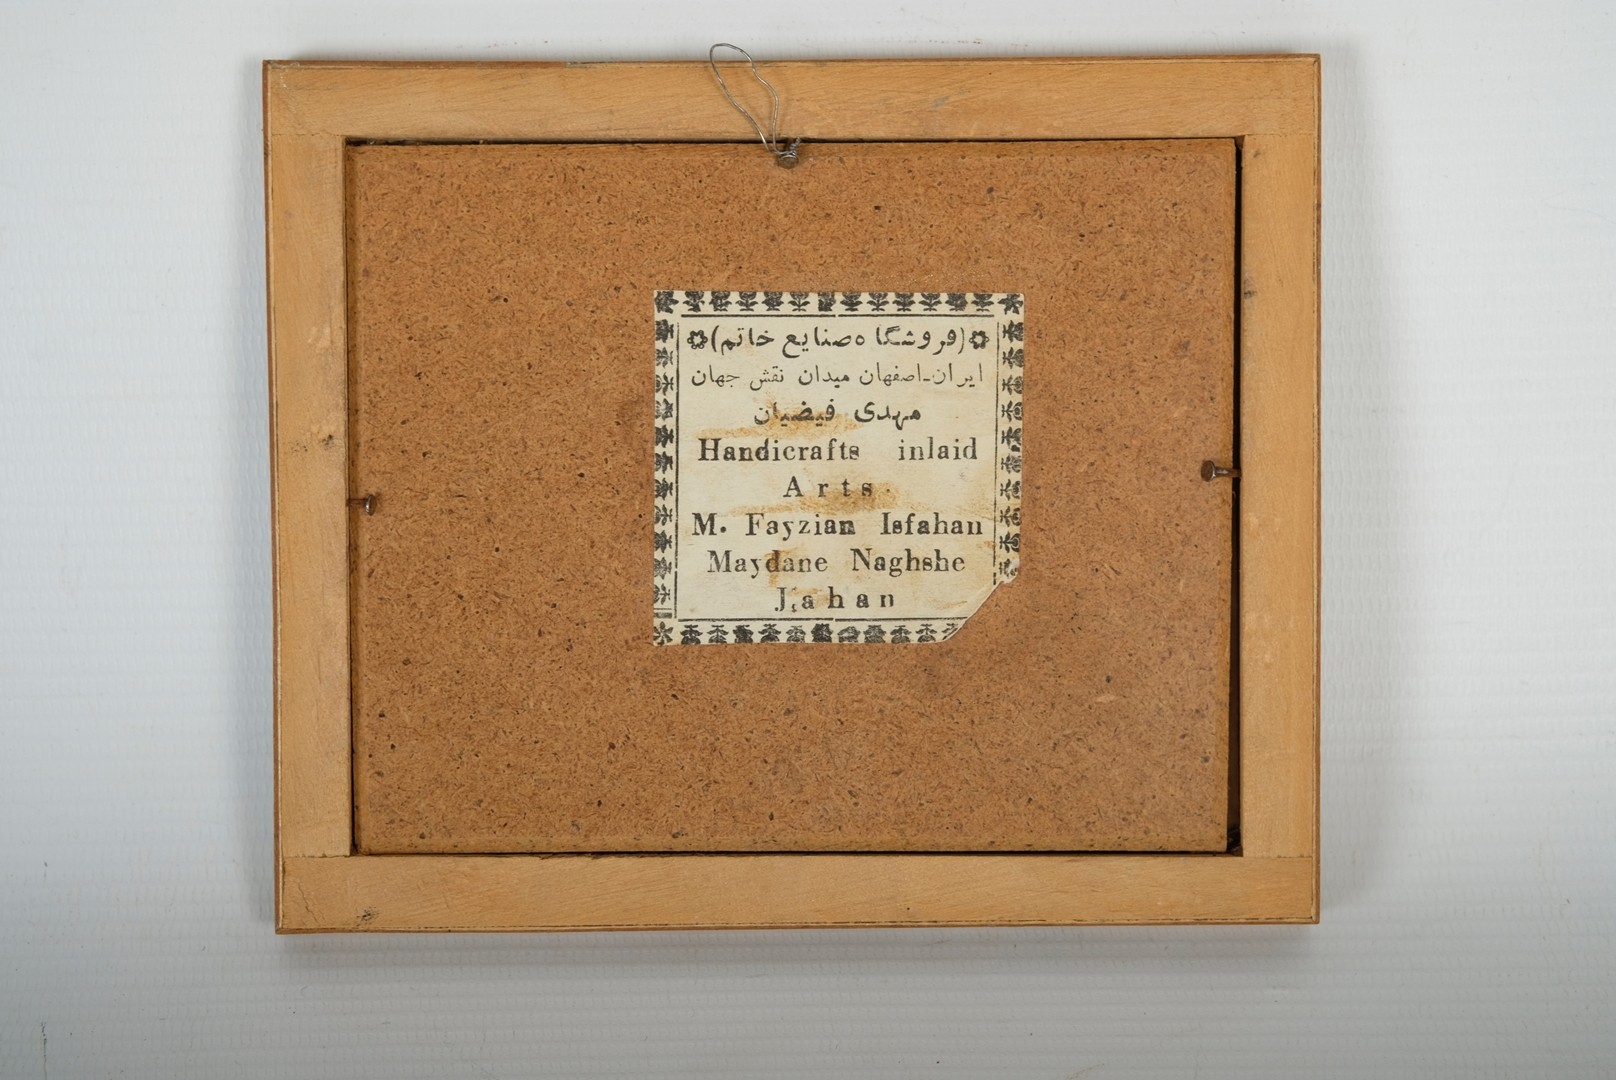 (فروشگاه صنایع خاتم)
ایران-اصفهان میدان نقش جهان
مهدی فیضیان
Handicrafts inlaid
Arts
M. Fayzian Isfahan
Maydane Naghshe
Jahan